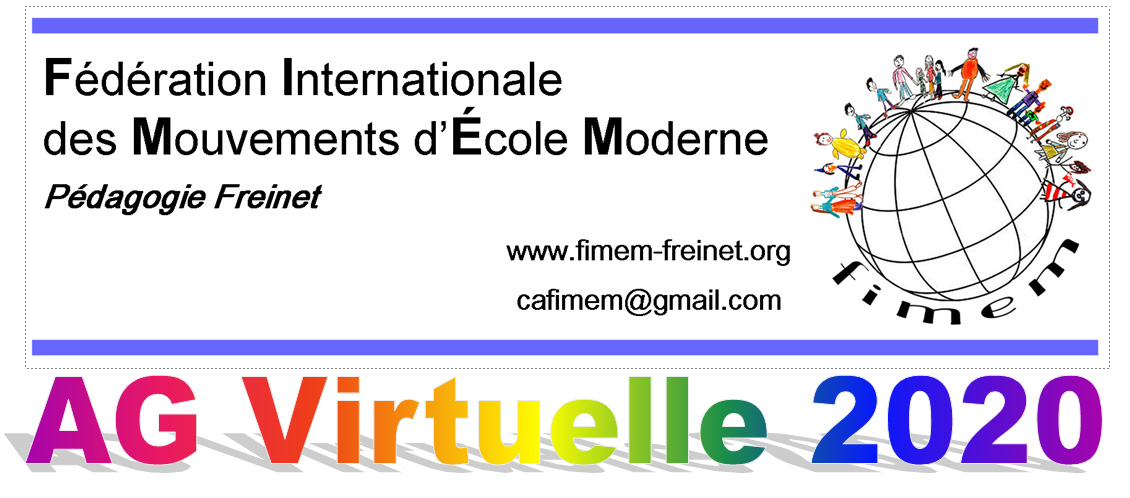 Fédération Internationale
des Mouvements d'École Moderne
Pédagogie Freinet
www.fimem-freinet.org
cafimem@gmail.com
fimem
AG Virtuelle 2020